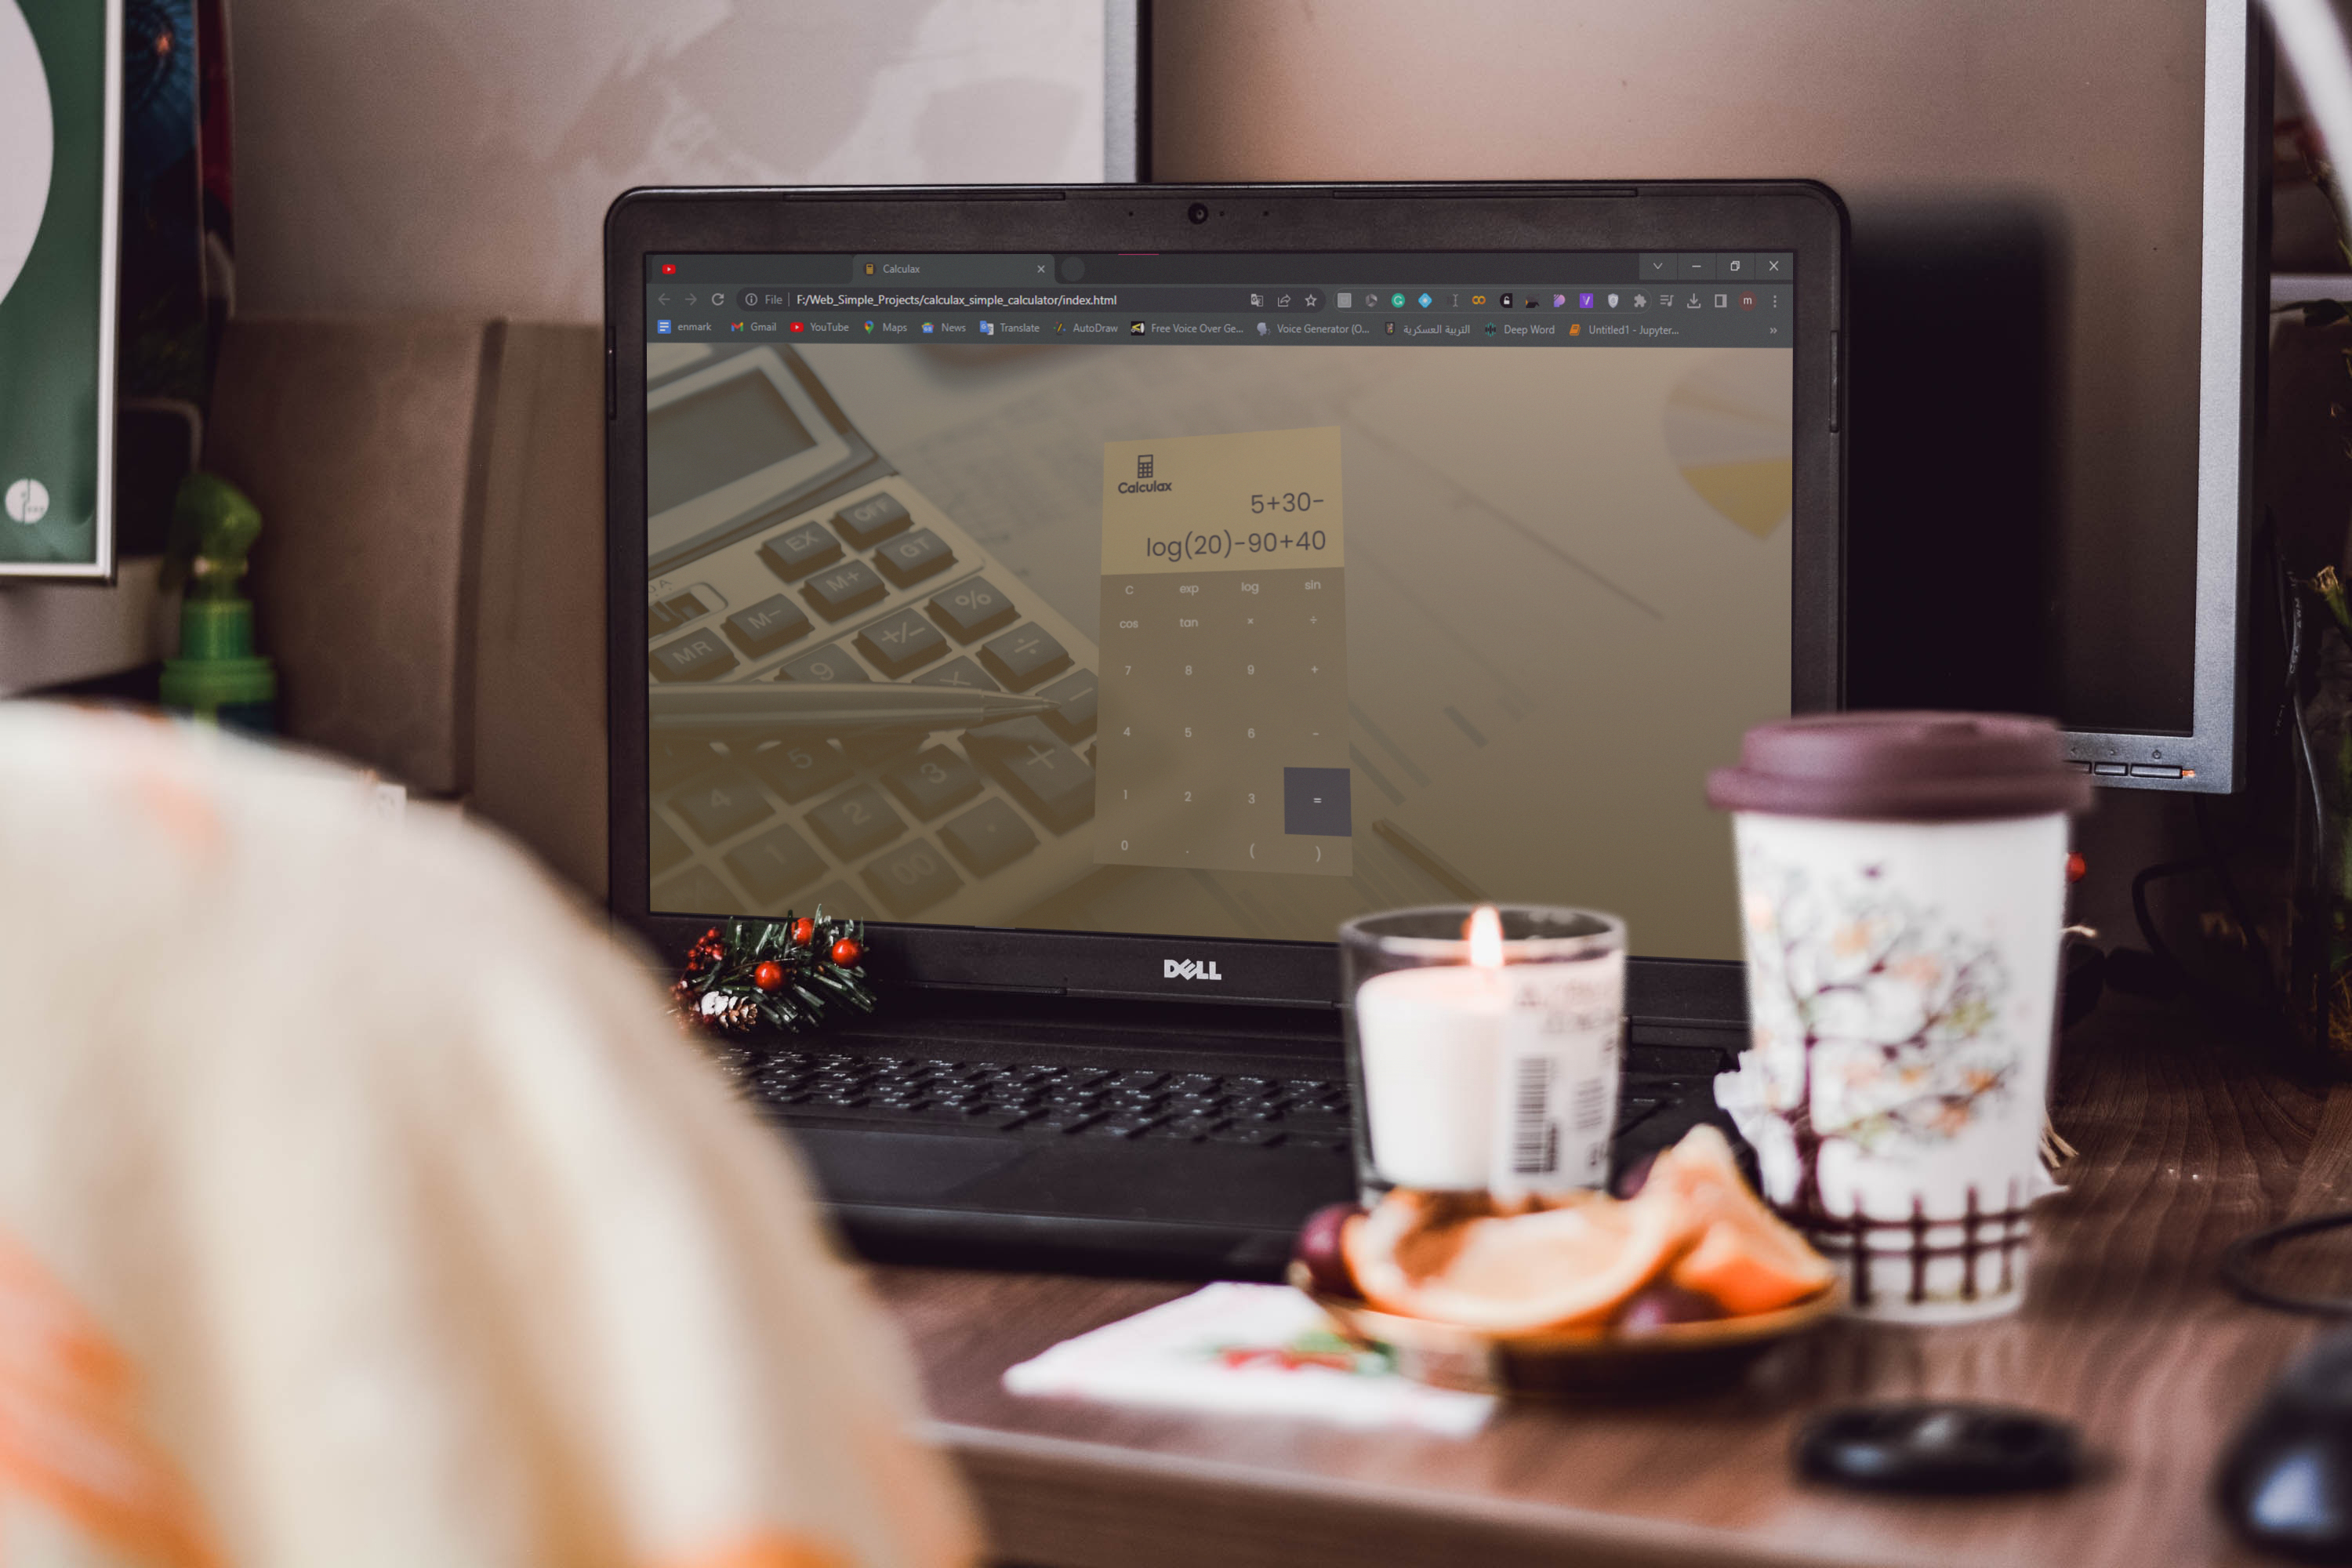 Calculax
File F:/Web_Simple_Projects/calculax_simple_calculator/index.html
m
enmark Gmail YouTube Maps News Translate AutoDraw Free Voice Over Ge... Voice Generator (O... التربية العسكرية Deep Word Untitled1 - Jupyter... »
Calculax
5+30-
log(20)-90+40
C exp log sin
cos tan × ÷
7 8 9 +
4 5 6 -
1 2 3 =
0 . ( )
OFF
EX GT
M+
M- %
MR +/- ÷
9 × -
5 +
4 3
2
1 .
00
DELL